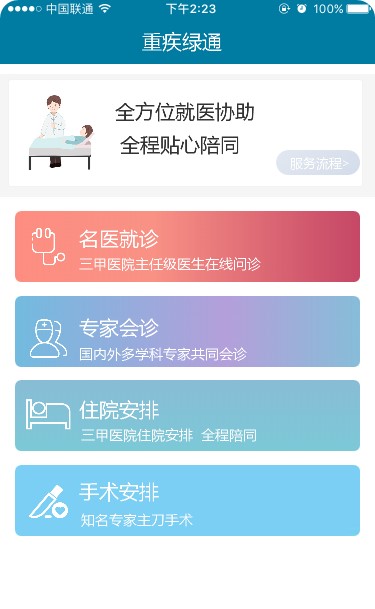 中国联通 下午2:23 100%
重疾绿通
全方位就医协助
全程贴心陪同
服务流程>
名医就诊
三甲医院主任级医生在线问诊
专家会诊
国内外多学科专家共同会诊
住院安排
三甲医院住院安排 全程陪同
手术安排
知名专家主刀手术